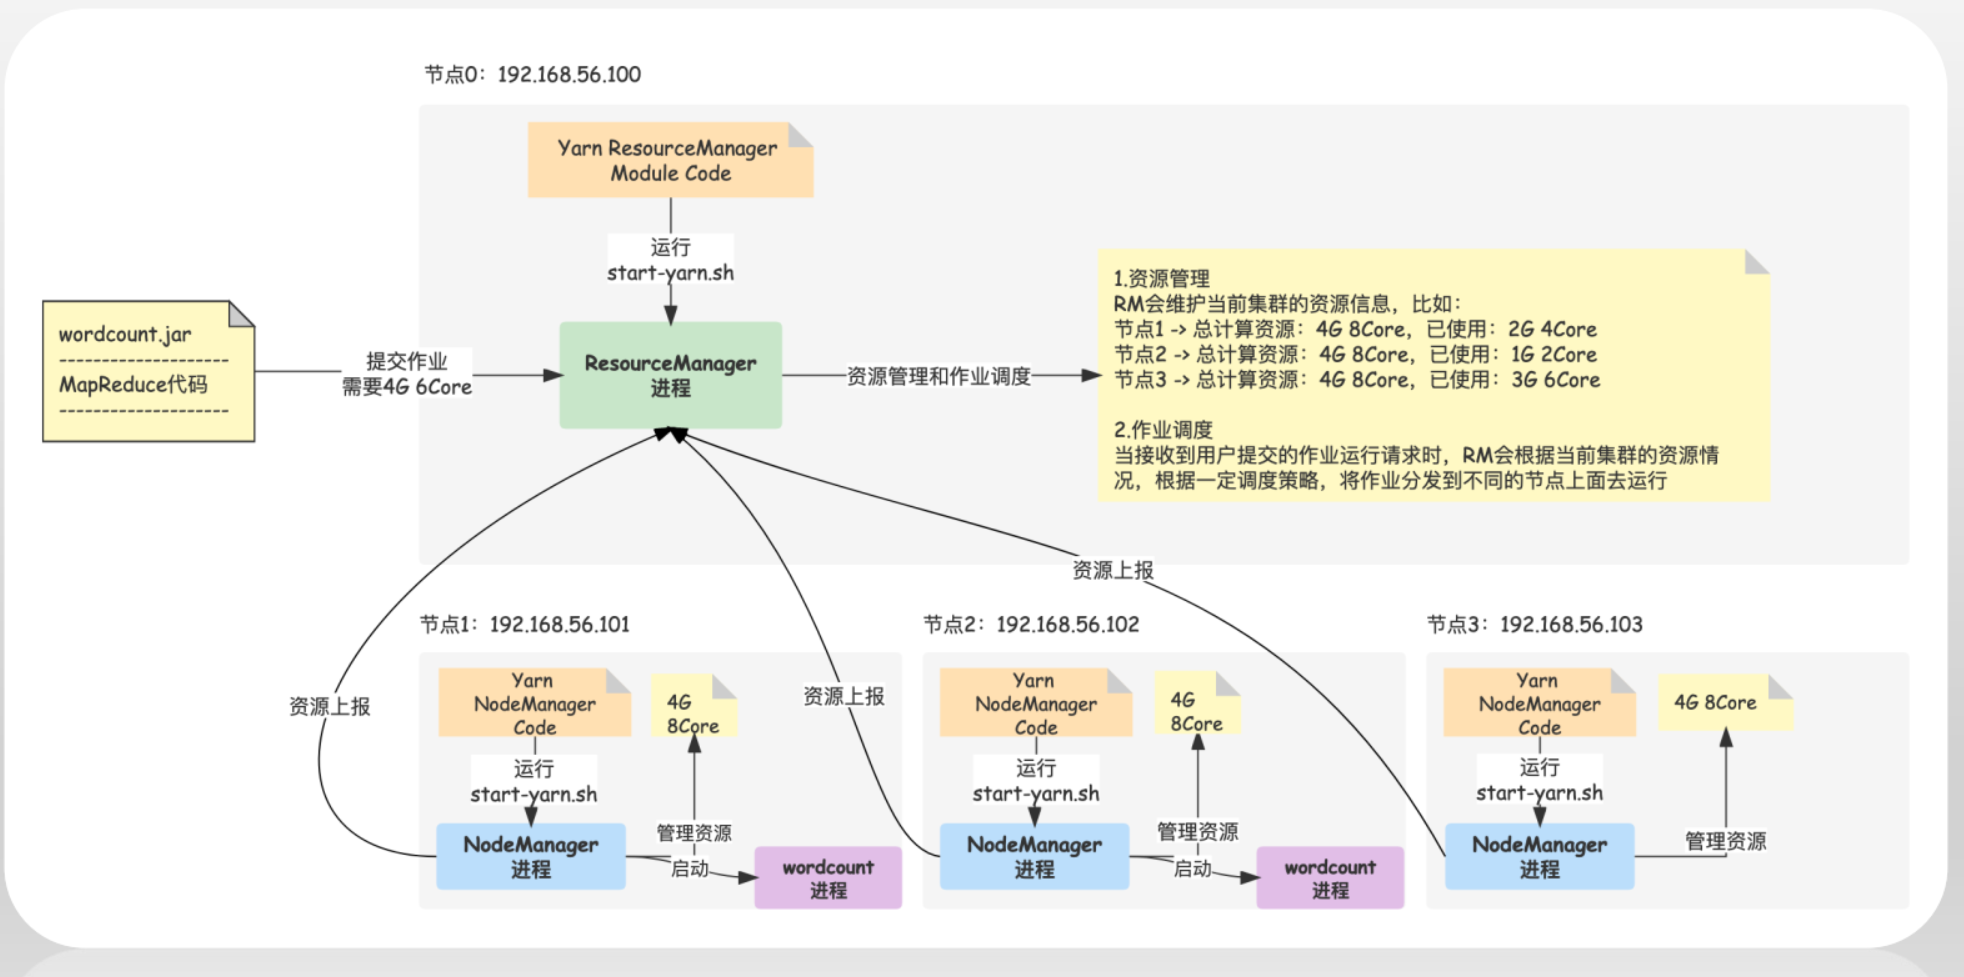 节点0：192.168.56.100
Yarn ResourceManager
Module Code
运行
start-yarn.sh
wordcount.jar
--------------------
MapReduce代码
--------------------
提交作业
需要4G 6Core
ResourceManager
进程
资源管理和作业调度
1.资源管理
RM会维护当前集群的资源信息，比如：
节点1 -> 总计算资源：4G 8Core，已使用：2G 4Core
节点2 -> 总计算资源：4G 8Core，已使用：1G 2Core
节点3 -> 总计算资源：4G 8Core，已使用：3G 6Core
2.作业调度
当接收到用户提交的作业运行请求时，RM会根据当前集群的资源情
况，根据一定调度策略，将作业分发到不同的节点上面去运行
资源上报
资源上报
资源上报
节点1：192.168.56.101
Yarn
NodeManager
Code
4G
8Core
运行
start-yarn.sh
管理资源
NodeManager
进程
启动
wordcount
进程
节点2：192.168.56.102
Yarn
NodeManager
Code
4G
8Core
运行
start-yarn.sh
管理资源
NodeManager
进程
启动
wordcount
进程
节点3：192.168.56.103
Yarn
NodeManager
Code
4G 8Core
运行
start-yarn.sh
管理资源
NodeManager
进程